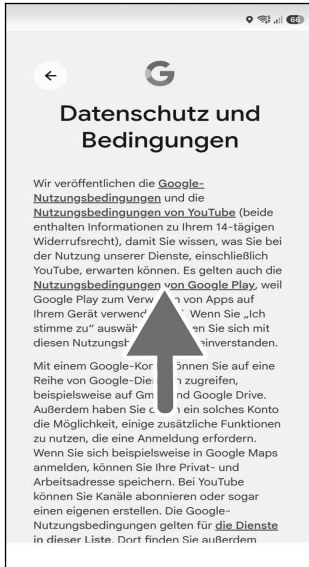 66
G
Datenschutz und
Bedingungen
Wir veröffentlichen die Google-
Nutzungsbedingungen und die
Nutzungsbedingungen von YouTube (beide
enthalten Informationen zu Ihrem 14-tägigen
Widerrufsrecht), damit Sie wissen, was Sie bei
der Nutzung unserer Dienste, einschließlich
YouTube, erwarten können. Es gelten auch die
Nutzungsbedingungen von Google Play, weil
Google Play zum Verw von Apps auf
Ihrem Gerät verwend Wenn Sie „Ich
stimme zu“ auswäh en Sie sich mit
diesen Nutzungsb einverstanden.
Mit einem Google-Kon können Sie auf eine
Reihe von Google-Dien zugreifen,
beispielsweise auf Gm nd Google Drive.
Außerdem haben Sie d h ein solches Konto
die Möglichkeit, einige zusätzliche Funktionen
zu nutzen, die eine Anmeldung erfordern.
Wenn Sie sich beispielsweise in Google Maps
anmelden, können Sie Ihre Privat- und
Arbeitsadresse speichern. Bei YouTube
können Sie Kanäle abonnieren oder sogar
einen eigenen erstellen. Die Google-
Nutzungsbedingungen gelten für die Dienste
in dieser Liste. Dort finden Sie außerdem